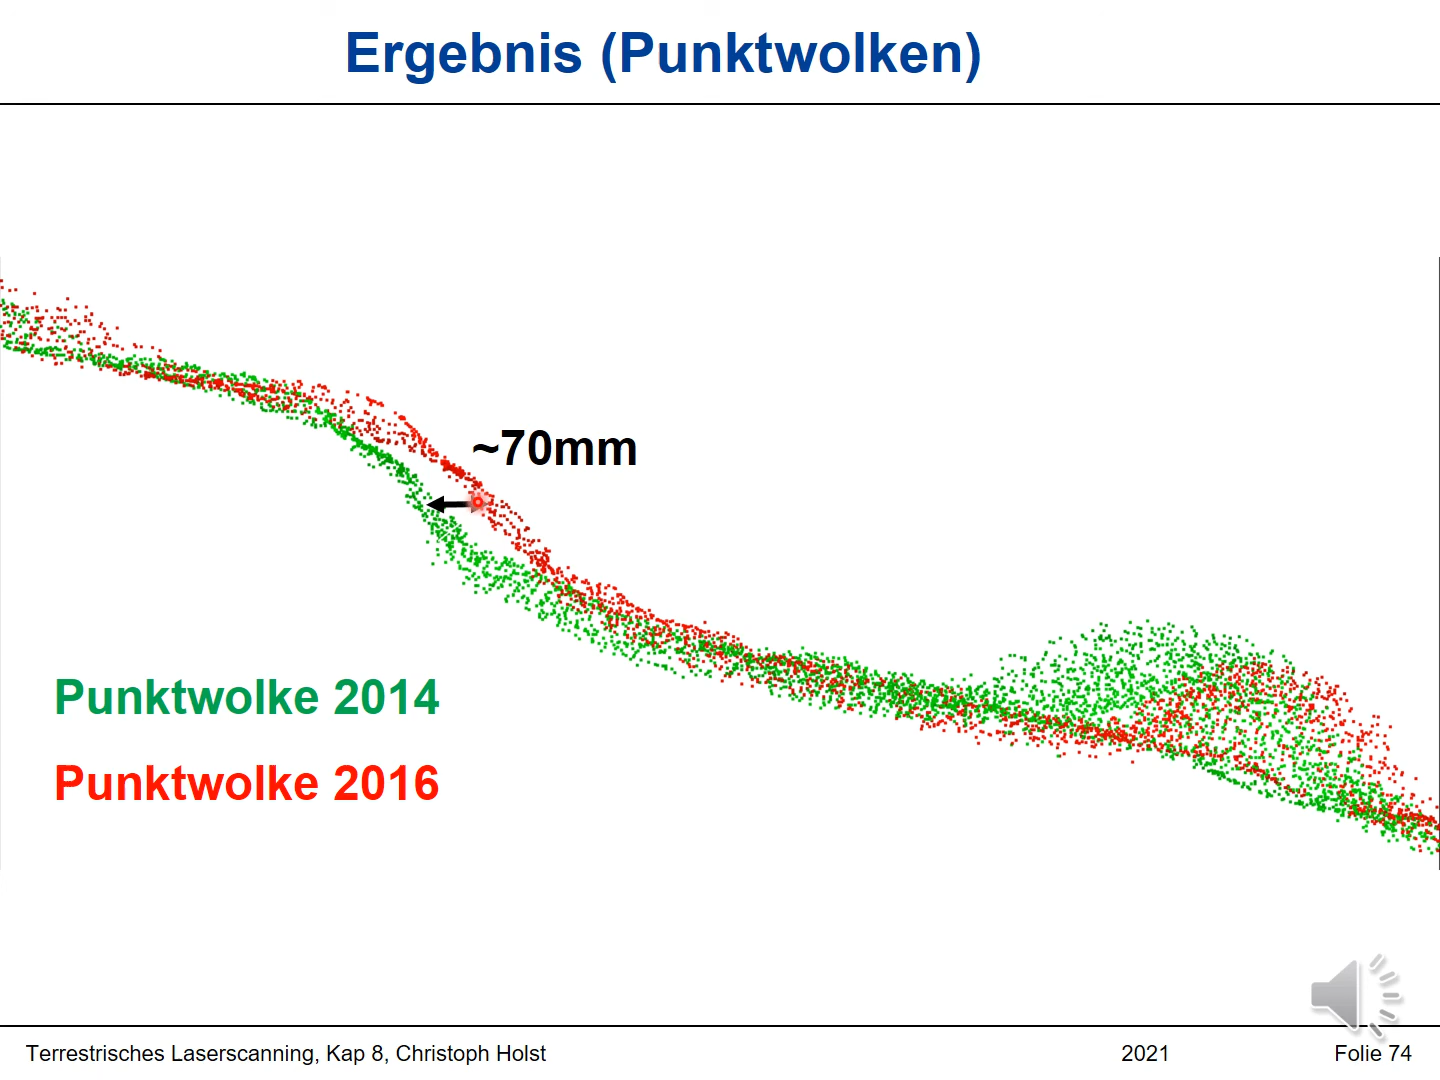 Ergebnis (Punktwolken)
~70mm
Punktwolke 2014
Punktwolke 2016
Terrestrisches Laserscanning, Kap 8, Christoph Holst
2021
Folie 74